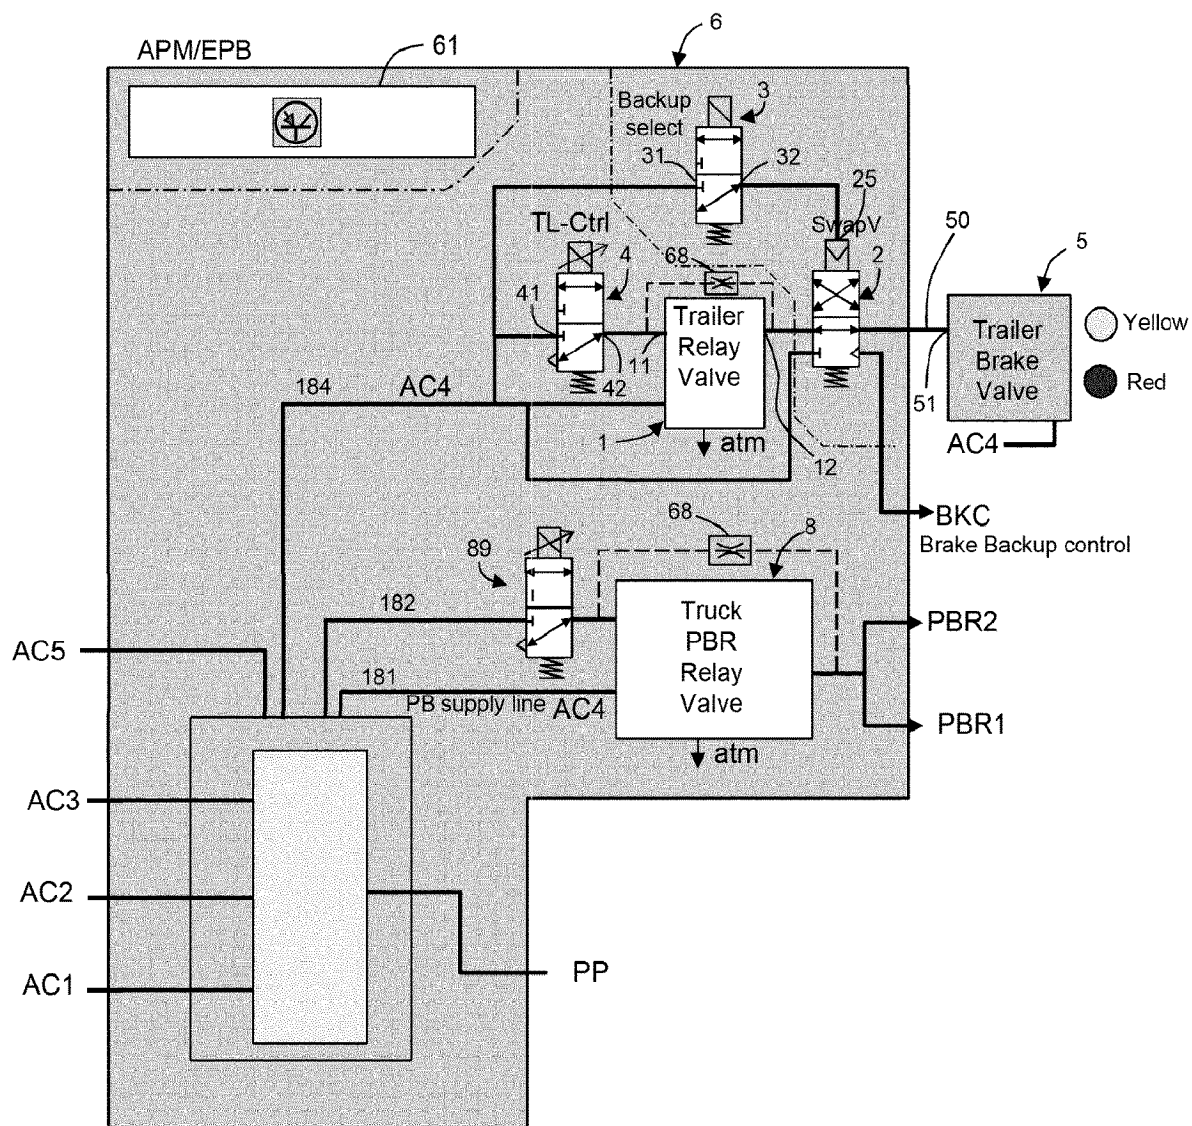 APM/EPB
61
6
Backup
select
3
31
32
25
SwapV
TL-Ctrl
4
68
2
50
5
41
11
42
Trailer
Relay
Valve
Trailer
Brake
Valve
Yellow
Red
51
184
AC4
1
atm
12
AC4
BKC
Brake Backup control
89
68
8
182
Truck
PBR
Relay
Valve
PBR2
AC5
181
PB supply line AC4
PBR1
atm
AC3
AC2
PP
AC1